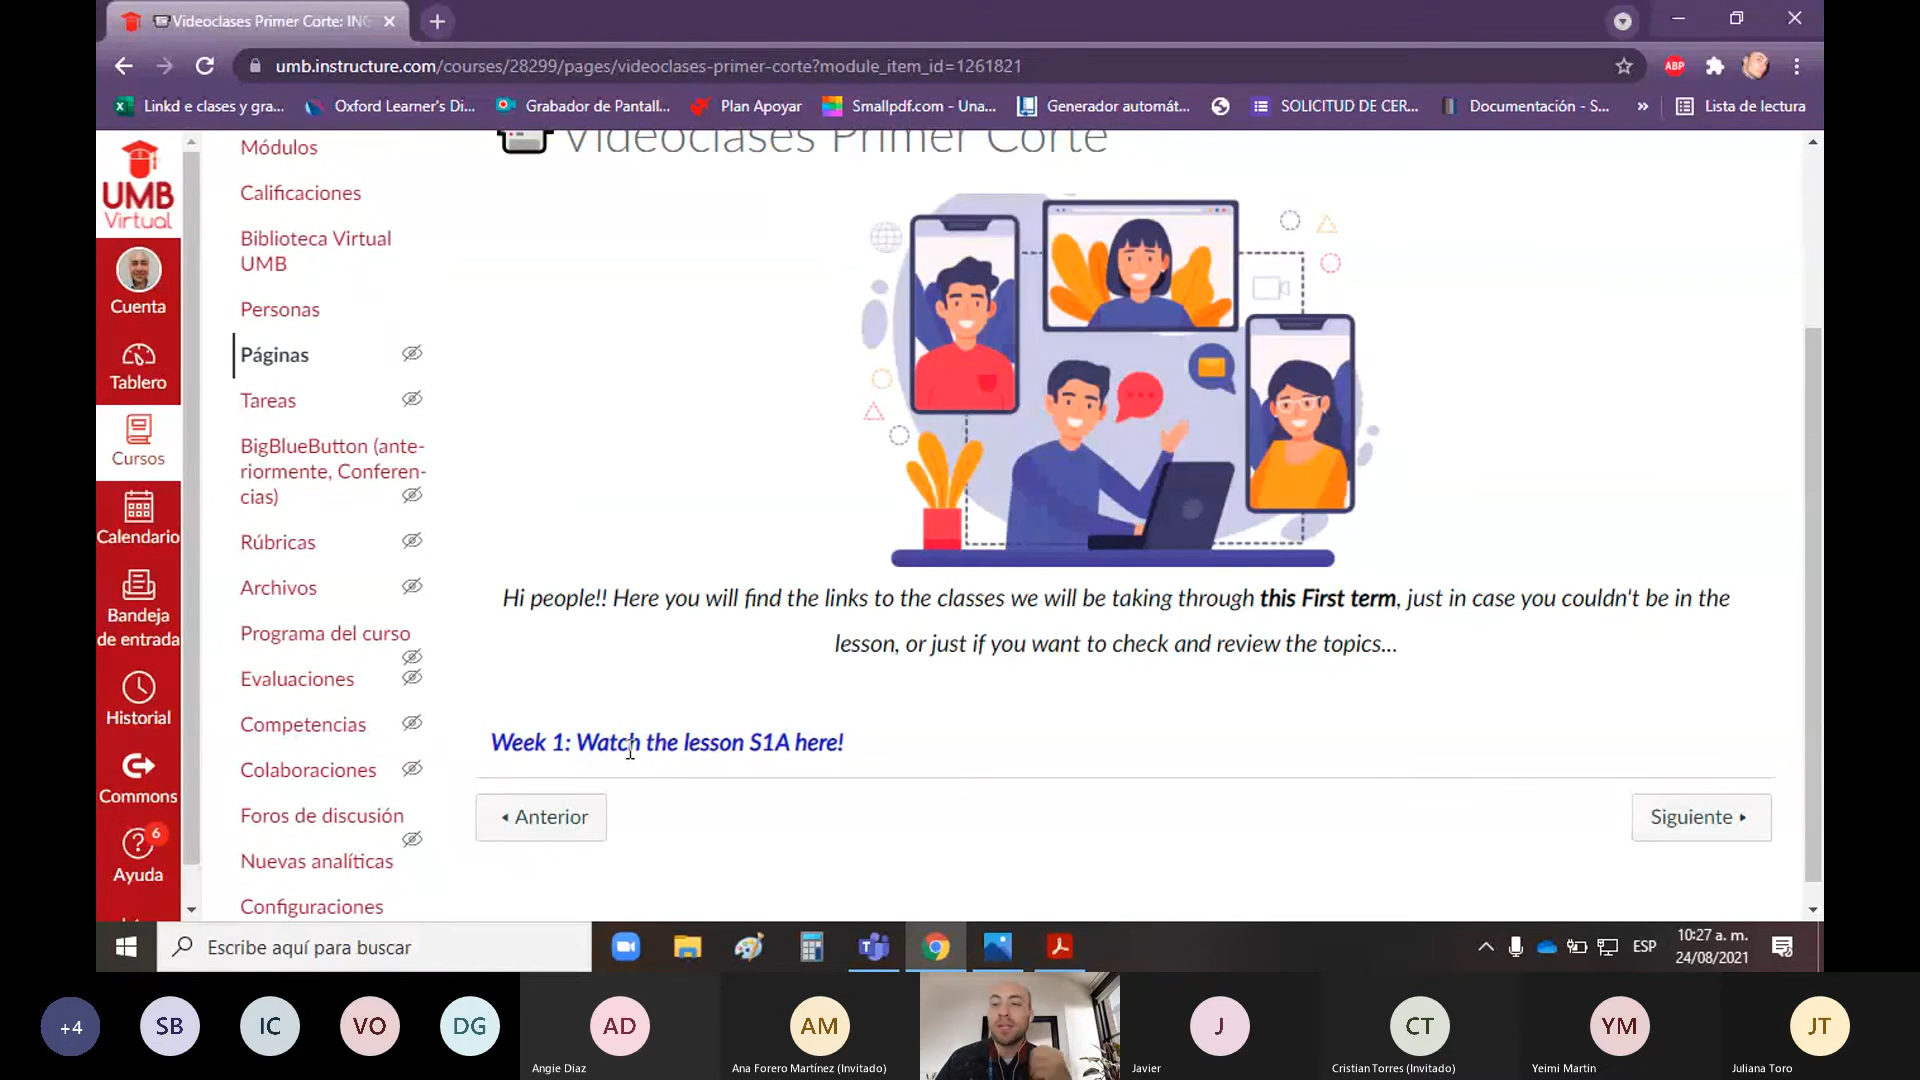 Videoclases Primer Corte: ING
umb.instructure.com/courses/28299/pages/videoclases-primer-corte?module_item_id=1261821
ABP
Linkd e clases y gra...
Oxford Learner's Di...
Grabador de Pantall...
Plan Apoyar
Smallpdf.com - Una...
Generador automát...
SOLICITUD DE CER...
Documentación - S...
»
Lista de lectura
UMB
Virtual
Cuenta
Tablero
Cursos
Calendario
Bandeja
de entrada
Historial
Commons
6
Ayuda
Módulos
Calificaciones
Biblioteca Virtual
UMB
Personas
Páginas
Tareas
BigBlueButton (ante-
riormente, Conferen-
cias)
Rúbricas
Archivos
Programa del curso
Evaluaciones
Competencias
Colaboraciones
Foros de discusión
Nuevas analíticas
Configuraciones
Videoclases Primer Corte
Hi people!! Here you will find the links to the classes we will be taking through this First term, just in case you couldn't be in the
lesson, or just if you want to check and review the topics...
Week 1: Watch the lesson S1A here!
Anterior
Siguiente
Escribe aquí para buscar
ESP
10:27 a. m.
24/08/2021
+4
SB
IC
VO
DG
AD
Angie Diaz
AM
Ana Forero Martínez (Invitado)
J
Javier
CT
Cristian Torres (Invitado)
YM
Yeimi Martin
JT
Juliana Toro